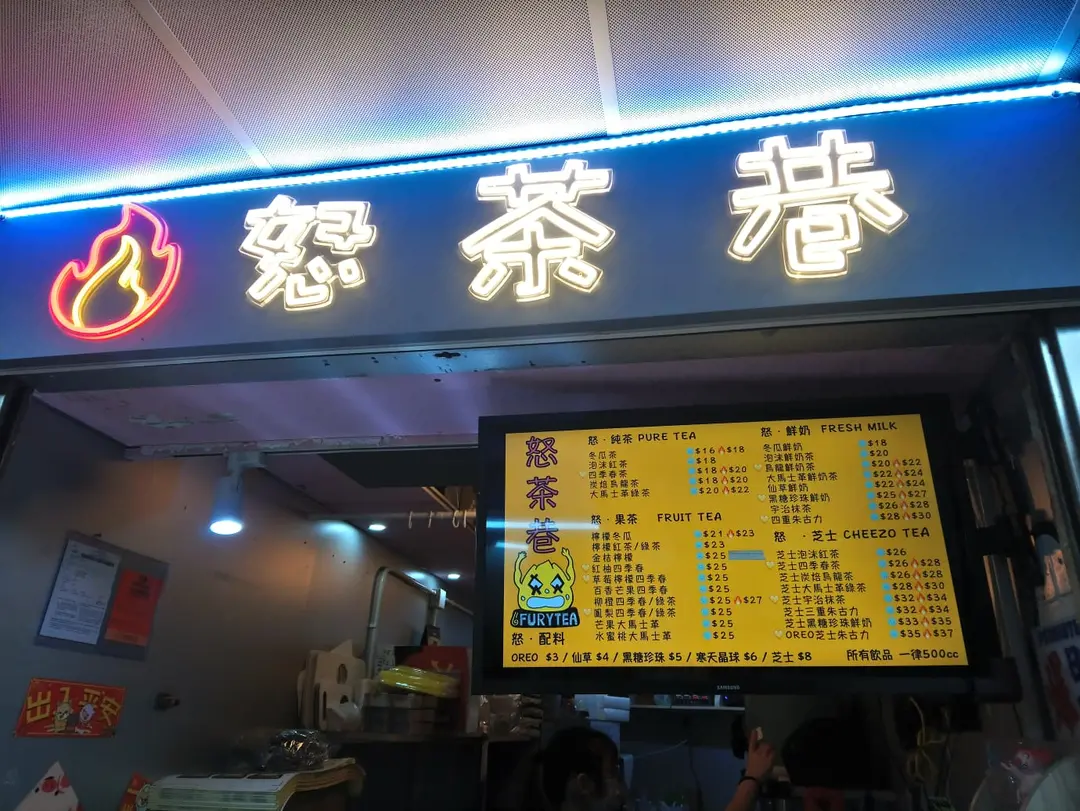 怒 茶 巷
怒茶巷
FURYTEA
怒·純茶 PURE TEA
冬瓜茶 $16 $18
泡沫紅茶 $18
四季春茶 $18 $20
炭焙烏龍茶 $18 $20
大馬士革綠茶 $20 $22
怒·果茶 FRUIT TEA
檸檬冬瓜 $21 $23
檸檬紅茶/綠茶 $23
金桔檸檬 $25
紅柚四季春 $25
草莓檸檬四季春 $25
百香芒果四季春 $25
柳橙四季春/綠茶 $25 $27
鳳梨四季春/綠茶 $25
芒果大馬士革 $25
水蜜桃大馬士革 $25
怒·鮮奶 FRESH MILK
冬瓜鮮奶 $18
泡沫鮮奶茶 $20
烏龍鮮奶茶 $20 $22
大馬士革鮮奶茶 $22 $24
仙草鮮奶 $22 $24
黑糖珍珠鮮奶 $25 $27
宇治抹茶 $26 $28
四重朱古力 $28 $30
怒·芝士 CHEEZO TEA
芝士泡沫紅茶 $26
芝士四季春茶 $26 $28
芝士炭焙烏龍茶 $26 $28
芝士大馬士革綠茶 $28 $30
芝士宇治抹茶 $32 $34
芝士三重朱古力 $32 $34
芝士黑糖珍珠鮮奶 $33 $35
OREO芝士朱古力 $35 $37
怒·配料
OREO $3 / 仙草 $4 / 黑糖珍珠 $5 / 寒天晶球 $6 / 芝士 $8 所有飲品 一律500cc
SAMSUNG
出入平安